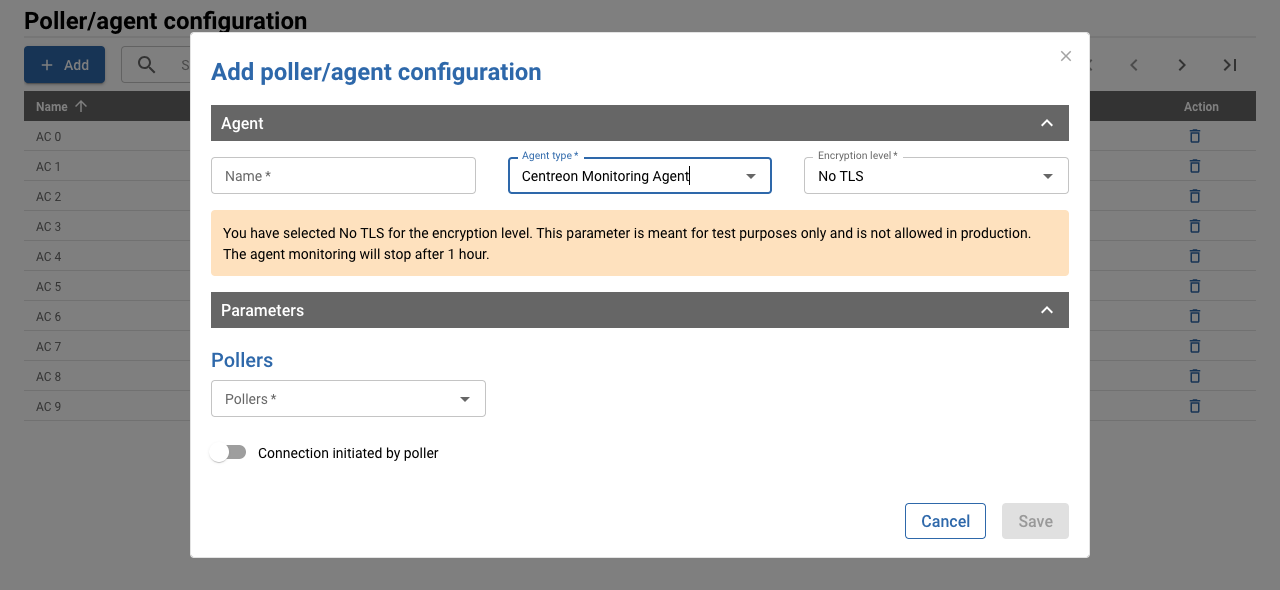 Poller/agent configuration
Add
S
Name
Action
AC 0
AC 1
AC 2
AC 3
AC 4
AC 5
AC 6
AC 7
AC 8
AC 9
Add poller/agent configuration
Agent
Name *
Agent type *
Centreon Monitoring Agent
Encryption level *
No TLS
You have selected No TLS for the encryption level. This parameter is meant for test purposes only and is not allowed in production.
The agent monitoring will stop after 1 hour.
Parameters
Pollers
Pollers *
Connection initiated by poller
Cancel
Save